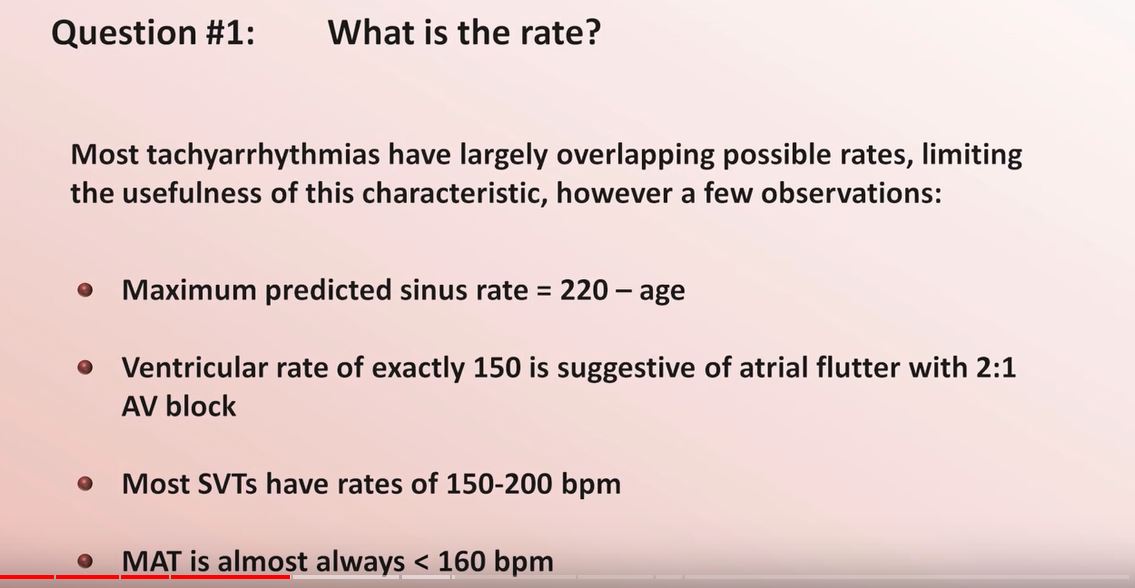 Question #1: What is the rate?
Most tachyarrhythmias have largely overlapping possible rates, limiting
the usefulness of this characteristic, however a few observations:
Maximum predicted sinus rate = 220 – age
Ventricular rate of exactly 150 is suggestive of atrial flutter with 2:1
AV block
Most SVTs have rates of 150-200 bpm
MAT is almost always < 160 bpm